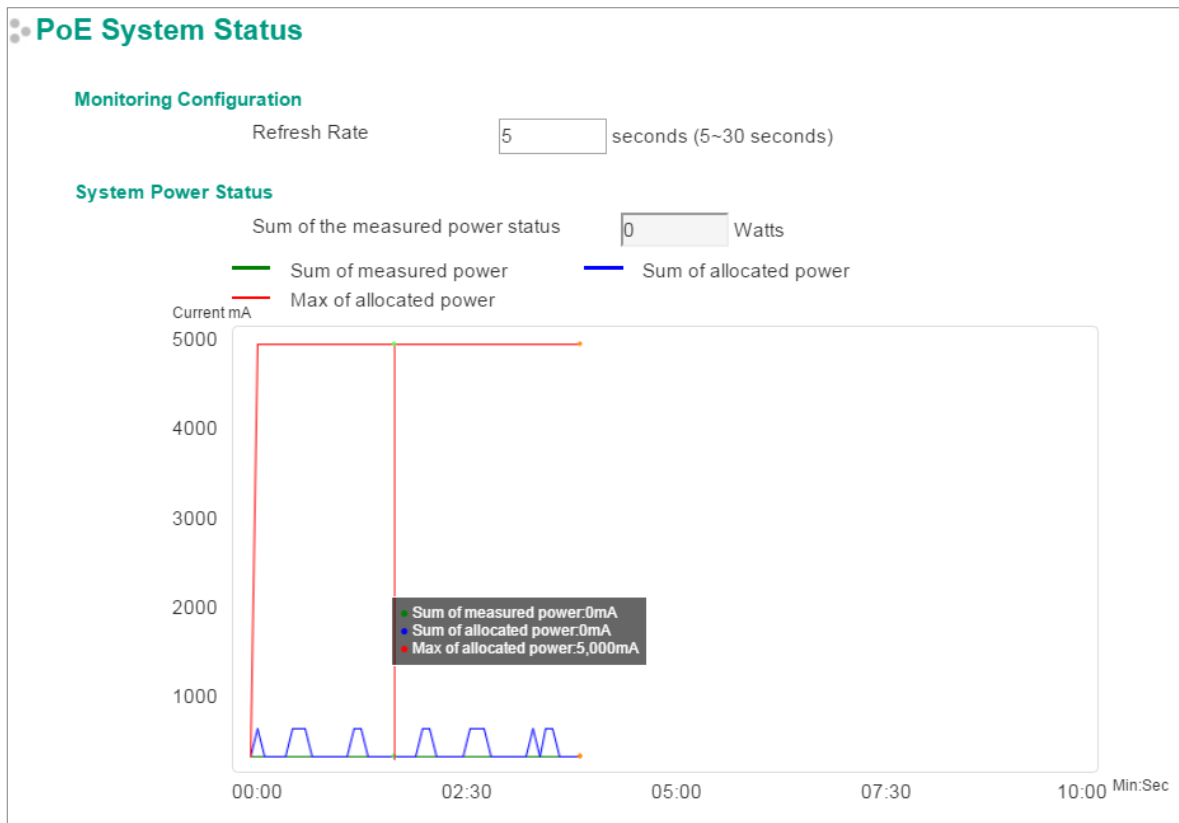 PoE System Status
Monitoring Configuration
Refresh Rate 5 seconds (5~30 seconds)
System Power Status
Sum of the measured power status 0 Watts
Sum of measured power Sum of allocated power
Max of allocated power
Current mA
5000
4000
3000
2000
Sum of measured power:0mA
Sum of allocated power:0mA
Max of allocated power:5,000mA
1000
00:00 02:30 05:00 07:30 10:00 Min:Sec